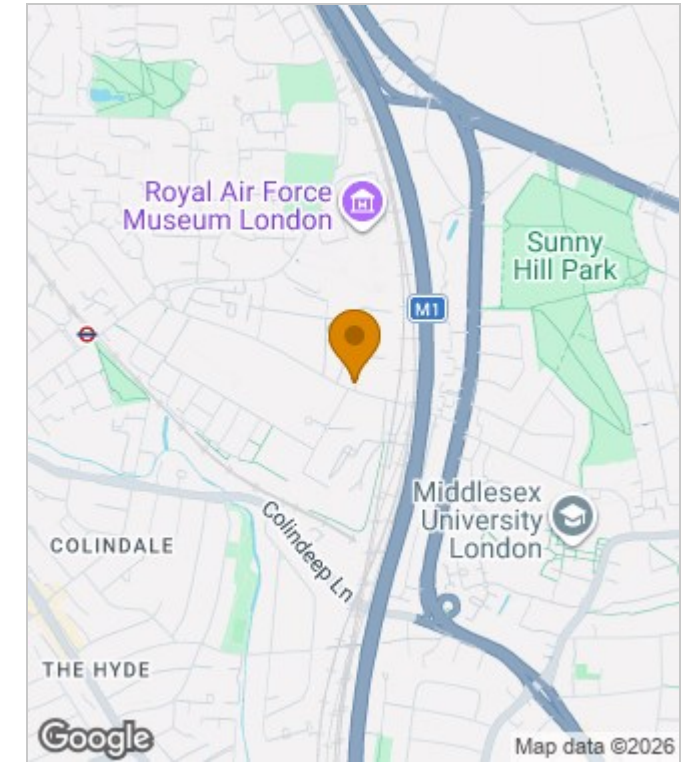 Royal Air Force
Museum London
Sunny
Hill Park
M1
Middlesex
University
London
Colindeep Ln
COLINDALE
THE HYDE
Google
Map data ©2026